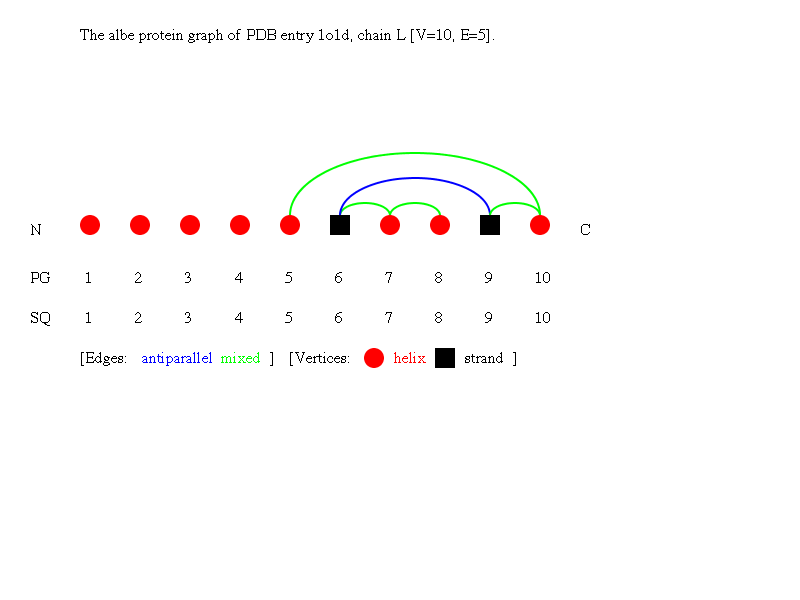 The albe protein graph of PDB entry 1o1d, chain L [V=10, E=5].
N C
PG 1 2 3 4 5 6 7 8 9 10
SQ 1 2 3 4 5 6 7 8 9 10
[Edges: antiparallel mixed ] [Vertices: helix strand ]